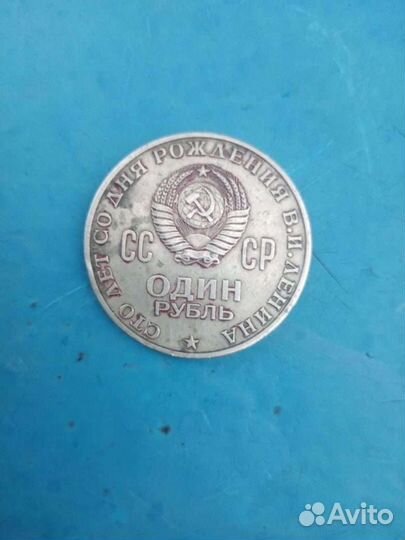 СТО ЛЕТ СО ДНЯ РОЖДЕНИЯ В.И.ЛЕНИНА
СС СР
ОДИН
РУБЛЬ
Avito